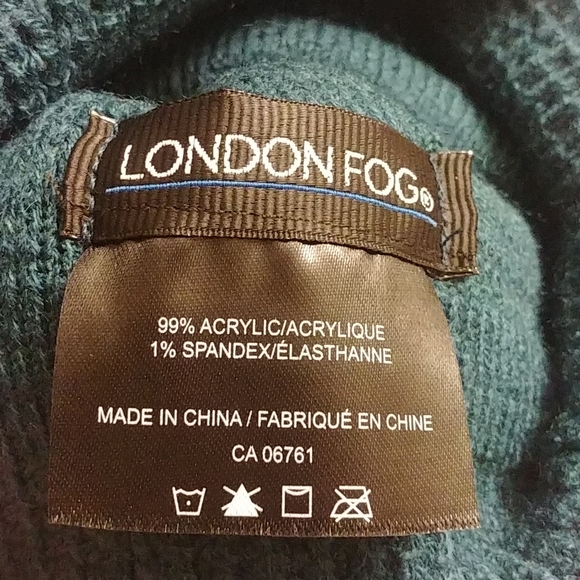 LONDON FOG®
99% ACRYLIC/ACRYLIQUE
1% SPANDEX/ÉLASTHANNE
MADE IN CHINA / FABRIQUÉ EN CHINE
CA 06761